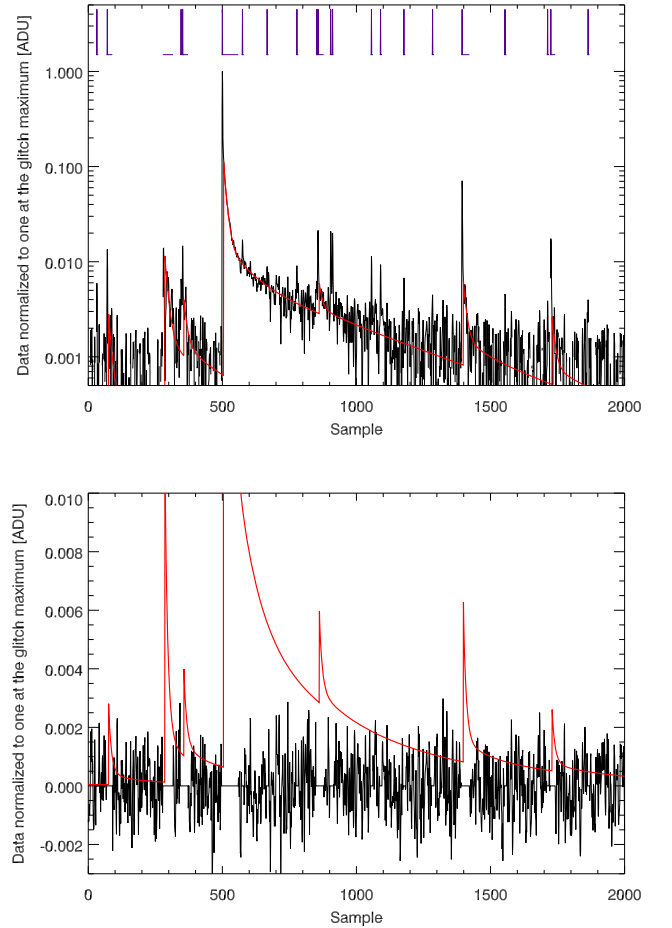 Data normalized to one at the glitch maximum [ADU]
1.000
0.100
0.010
0.001
0 500 1000 1500 2000
Sample
Data normalized to one at the glitch maximum [ADU]
0.010
0.008
0.006
0.004
0.002
0.000
-0.002
0 500 1000 1500 2000
Sample